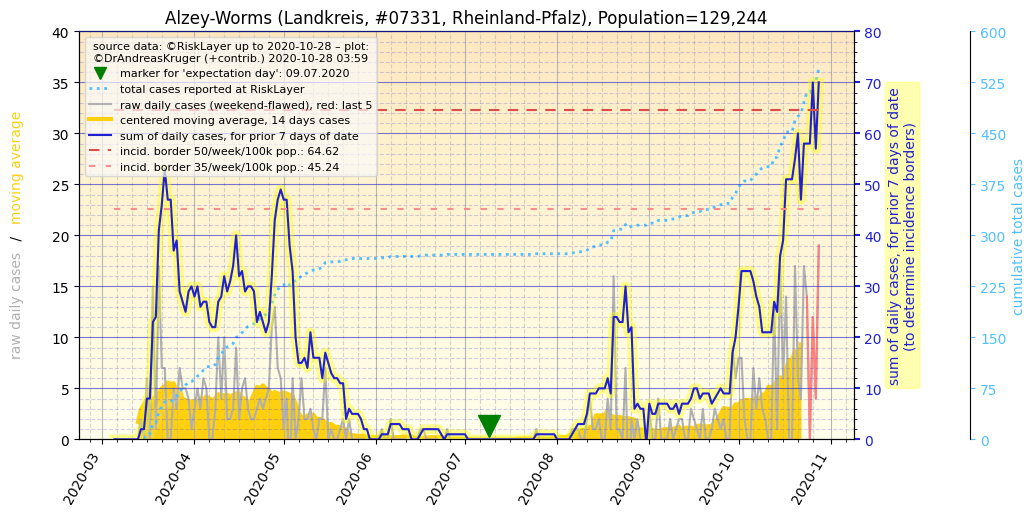 Alzey-Worms (Landkreis, #07331, Rheinland-Pfalz), Population=129,244
source data: ©RiskLayer up to 2020-10-28 – plot:
©DrAndreasKruger (+contrib.) 2020-10-28 03:59
marker for 'expectation day': 09.07.2020
total cases reported at RiskLayer
raw daily cases (weekend-flawed), red: last 5
centered moving average, 14 days cases
sum of daily cases, for prior 7 days of date
incid. border 50/week/100k pop.: 64.62
incid. border 35/week/100k pop.: 45.24
raw daily cases / moving average
40
35
30
25
20
15
10
5
0
80
70
60
50
40
30
20
10
0
sum of daily cases, for prior 7 days of date
(to determine incidence borders)
600
525
450
375
300
225
150
75
0
cumulative total cases
2020-03
2020-04
2020-05
2020-06
2020-07
2020-08
2020-09
2020-10
2020-11